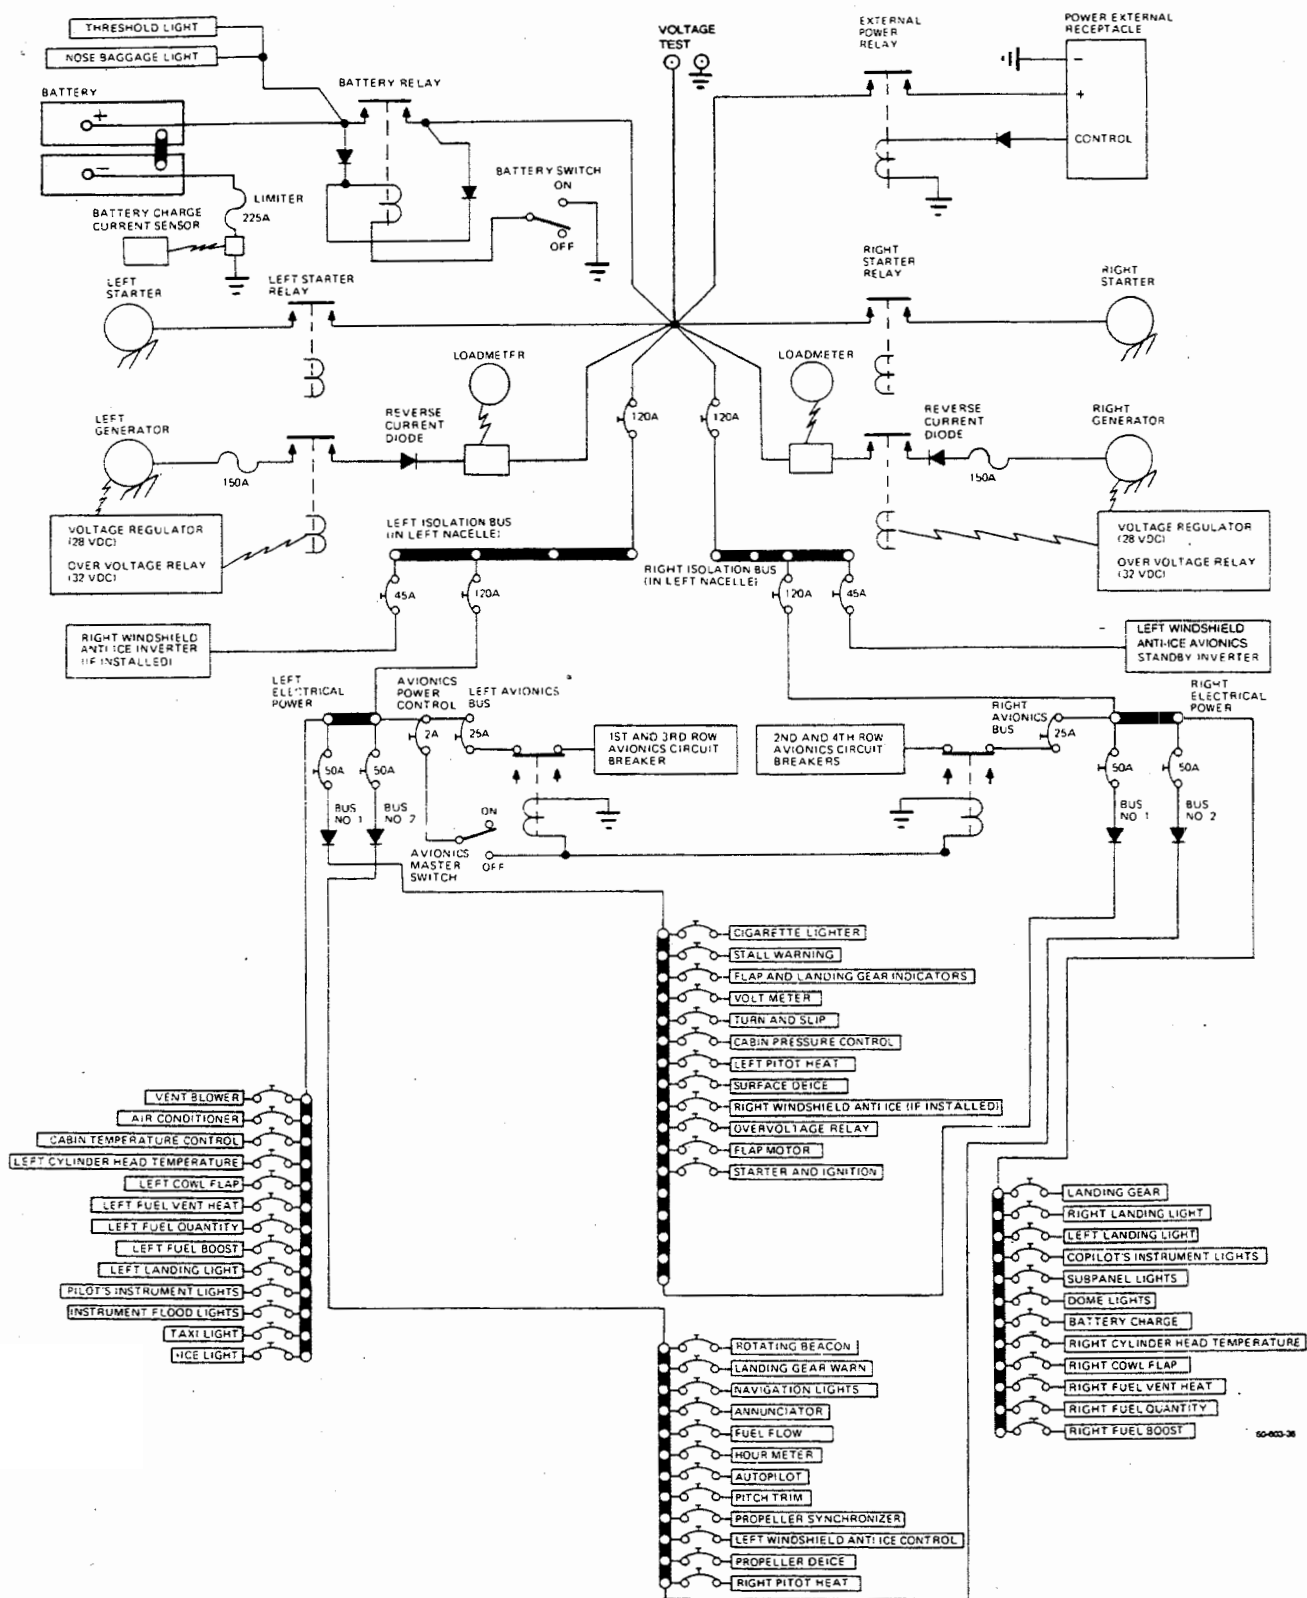 THRESHOLD LIGHT
NOSE BAGGAGE LIGHT
BATTERY
+
−
BATTERY RELAY
LIMITER
225A
BATTERY CHARGE
CURRENT SENSOR
BATTERY SWITCH
ON
OFF
VOLTAGE
TEST
EXTERNAL
POWER
RELAY
POWER EXTERNAL
RECEPTACLE
−
+
CONTROL
LEFT
STARTER
LEFT STARTER
RELAY
RIGHT
STARTER
RELAY
RIGHT
STARTER
LOADMETER
LOADMETER
LEFT
GENERATOR
150A
REVERSE
CURRENT
DIODE
120A
120A
REVERSE
CURRENT
DIODE
150A
RIGHT
GENERATOR
VOLTAGE REGULATOR
(28 VDC)
OVER VOLTAGE RELAY
(32 VDC)
LEFT ISOLATION BUS
(IN LEFT NACELLE)
RIGHT ISOLATION BUS
(IN LEFT NACELLE)
VOLTAGE REGULATOR
(28 VDC)
OVER VOLTAGE RELAY
(32 VDC)
45A
120A
120A
45A
RIGHT WINDSHIELD
ANTI ICE INVERTER
(IF INSTALLED)
LEFT WINDSHIELD
ANTI-ICE AVIONICS
STANDBY INVERTER
LEFT
ELECTRICAL
POWER
AVIONICS
POWER
CONTROL
LEFT AVIONICS
BUS
2A
25A
1ST AND 3RD ROW
AVIONICS CIRCUIT
BREAKER
2ND AND 4TH ROW
AVIONICS CIRCUIT
BREAKERS
RIGHT
AVIONICS
BUS
25A
RIGHT
ELECTRICAL
POWER
50A
50A
BUS
NO 1
BUS
NO 2
ON
OFF
AVIONICS
MASTER
SWITCH
50A
50A
BUS
NO 1
BUS
NO 2
CIGARETTE LIGHTER
STALL WARNING
FLAP AND LANDING GEAR INDICATORS
VOLT METER
TURN AND SLIP
CABIN PRESSURE CONTROL
LEFT PITOT HEAT
SURFACE DEICE
RIGHT WINDSHIELD ANTI ICE (IF INSTALLED)
OVERVOLTAGE RELAY
FLAP MOTOR
STARTER AND IGNITION
VENT BLOWER
AIR CONDITIONER
CABIN TEMPERATURE CONTROL
LEFT CYLINDER HEAD TEMPERATURE
LEFT COWL FLAP
LEFT FUEL VENT HEAT
LEFT FUEL QUANTITY
LEFT FUEL BOOST
LEFT LANDING LIGHT
PILOT'S INSTRUMENT LIGHTS
INSTRUMENT FLOOD LIGHTS
TAXI LIGHT
ICE LIGHT
LANDING GEAR
RIGHT LANDING LIGHT
LEFT LANDING LIGHT
COPILOT'S INSTRUMENT LIGHTS
SUBPANEL LIGHTS
DOME LIGHTS
BATTERY CHARGE
RIGHT CYLINDER HEAD TEMPERATURE
RIGHT COWL FLAP
RIGHT FUEL VENT HEAT
RIGHT FUEL QUANTITY
RIGHT FUEL BOOST
ROTATING BEACON
LANDING GEAR WARN
NAVIGATION LIGHTS
ANNUNCIATOR
FUEL FLOW
HOUR METER
AUTOPILOT
PITCH TRIM
PROPELLER SYNCHRONIZER
LEFT WINDSHIELD ANTI ICE CONTROL
PROPELLER DEICE
RIGHT PITOT HEAT
50-603-36